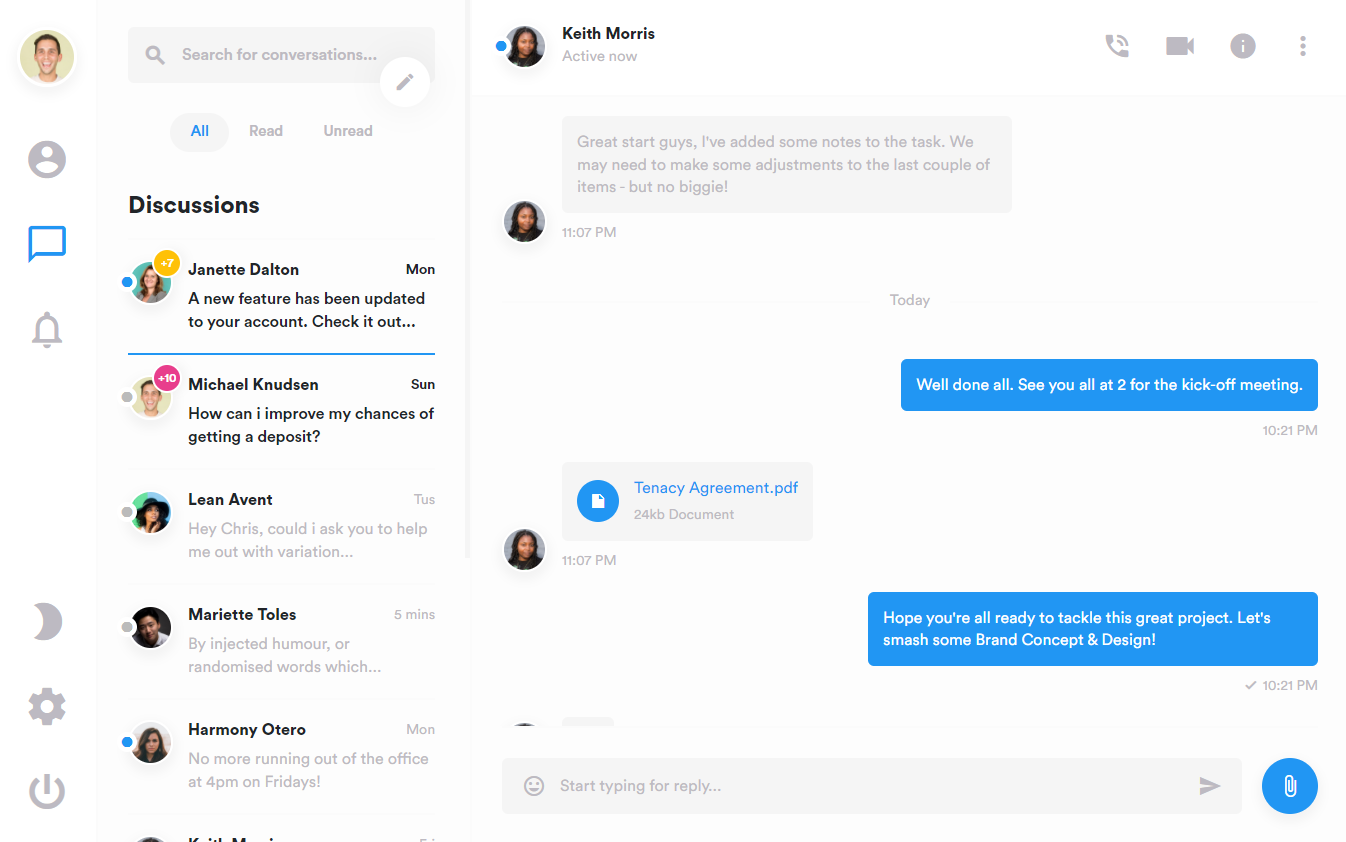 Search for conversations...
All
Read
Unread
Discussions
+7
Janette Dalton
Mon
A new feature has been updated
to your account. Check it out...
+10
Michael Knudsen
Sun
How can i improve my chances of
getting a deposit?
Lean Avent
Tus
Hey Chris, could i ask you to help
me out with variation...
Mariette Toles
5 mins
By injected humour, or
randomised words which...
Harmony Otero
Mon
No more running out of the office
at 4pm on Fridays!
Keith Morris
Fri
Keith Morris
Active now
Great start guys, I've added some notes to the task. We
may need to make some adjustments to the last couple of
items - but no biggie!
11:07 PM
Today
Well done all. See you all at 2 for the kick-off meeting.
10:21 PM
Tenacy Agreement.pdf
24kb Document
11:07 PM
Hope you're all ready to tackle this great project. Let's
smash some Brand Concept & Design!
10:21 PM
Start typing for reply...